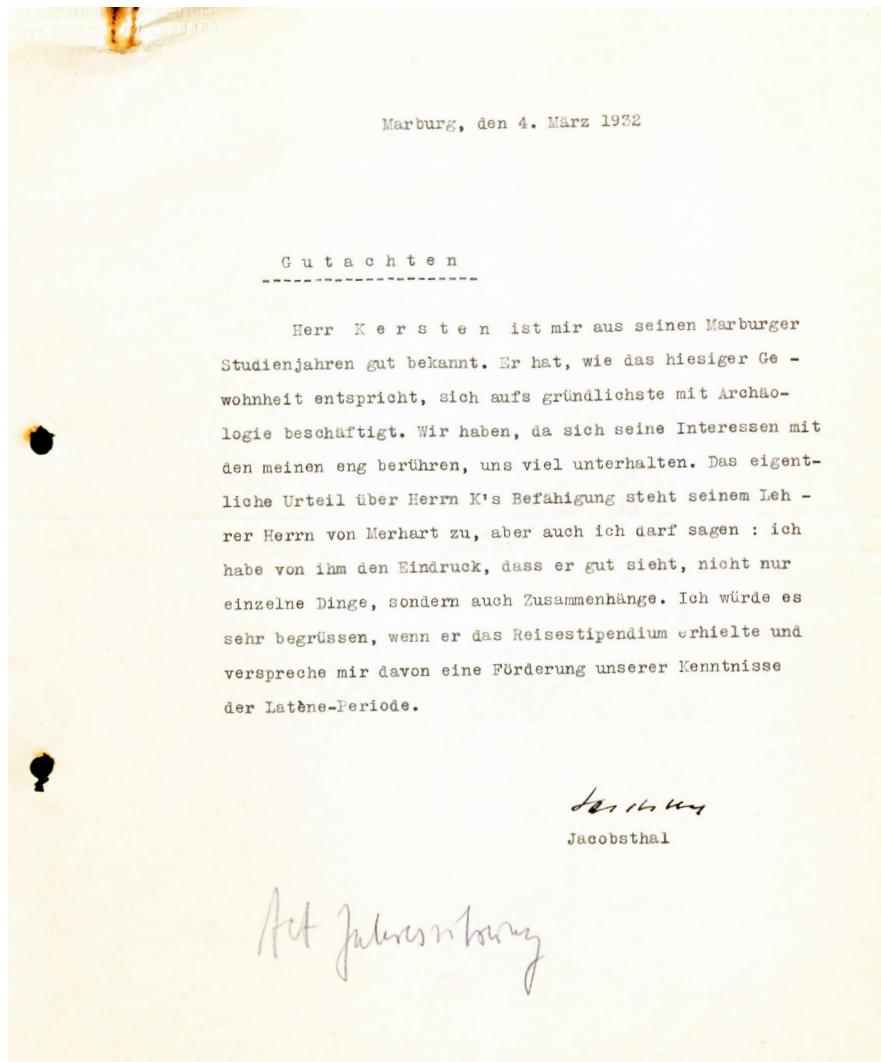 Marburg, den 4. März 1932
G u t a c h t e n
Herr K e r s t e n ist mir aus seinen Marburger
Studienjahren gut bekannt. Er hat, wie das hiesiger Ge -
wohnheit entspricht, sich aufs gründlichste mit Archäo-
logie beschäftigt. Wir haben, da sich seine Interessen mit
den meinen eng berühren, uns viel unterhalten. Das eigent-
liche Urteil über Herrn K's Befähigung steht seinem Leh -
rer Herrn von Merhart zu, aber auch ich darf sagen : ich
habe von ihm den Eindruck, dass er gut sieht, nicht nur
einzelne Dinge, sondern auch Zusammenhänge. Ich würde es
sehr begrüssen, wenn er das Reisestipendium erhielte und
verspreche mir davon eine Förderung unserer Kenntnisse
der Latène-Periode.
Jacobsthal
Act Jahressitzung